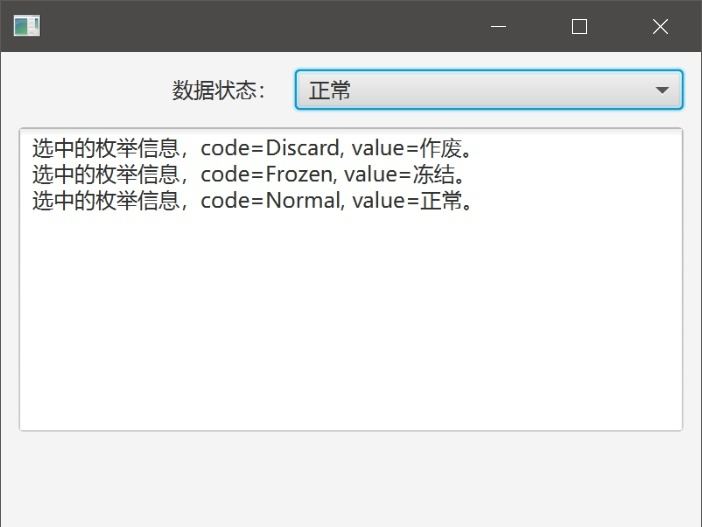 数据状态：
正常
选中的枚举信息，code=Discard, value=作废。
选中的枚举信息，code=Frozen, value=冻结。
选中的枚举信息，code=Normal, value=正常。